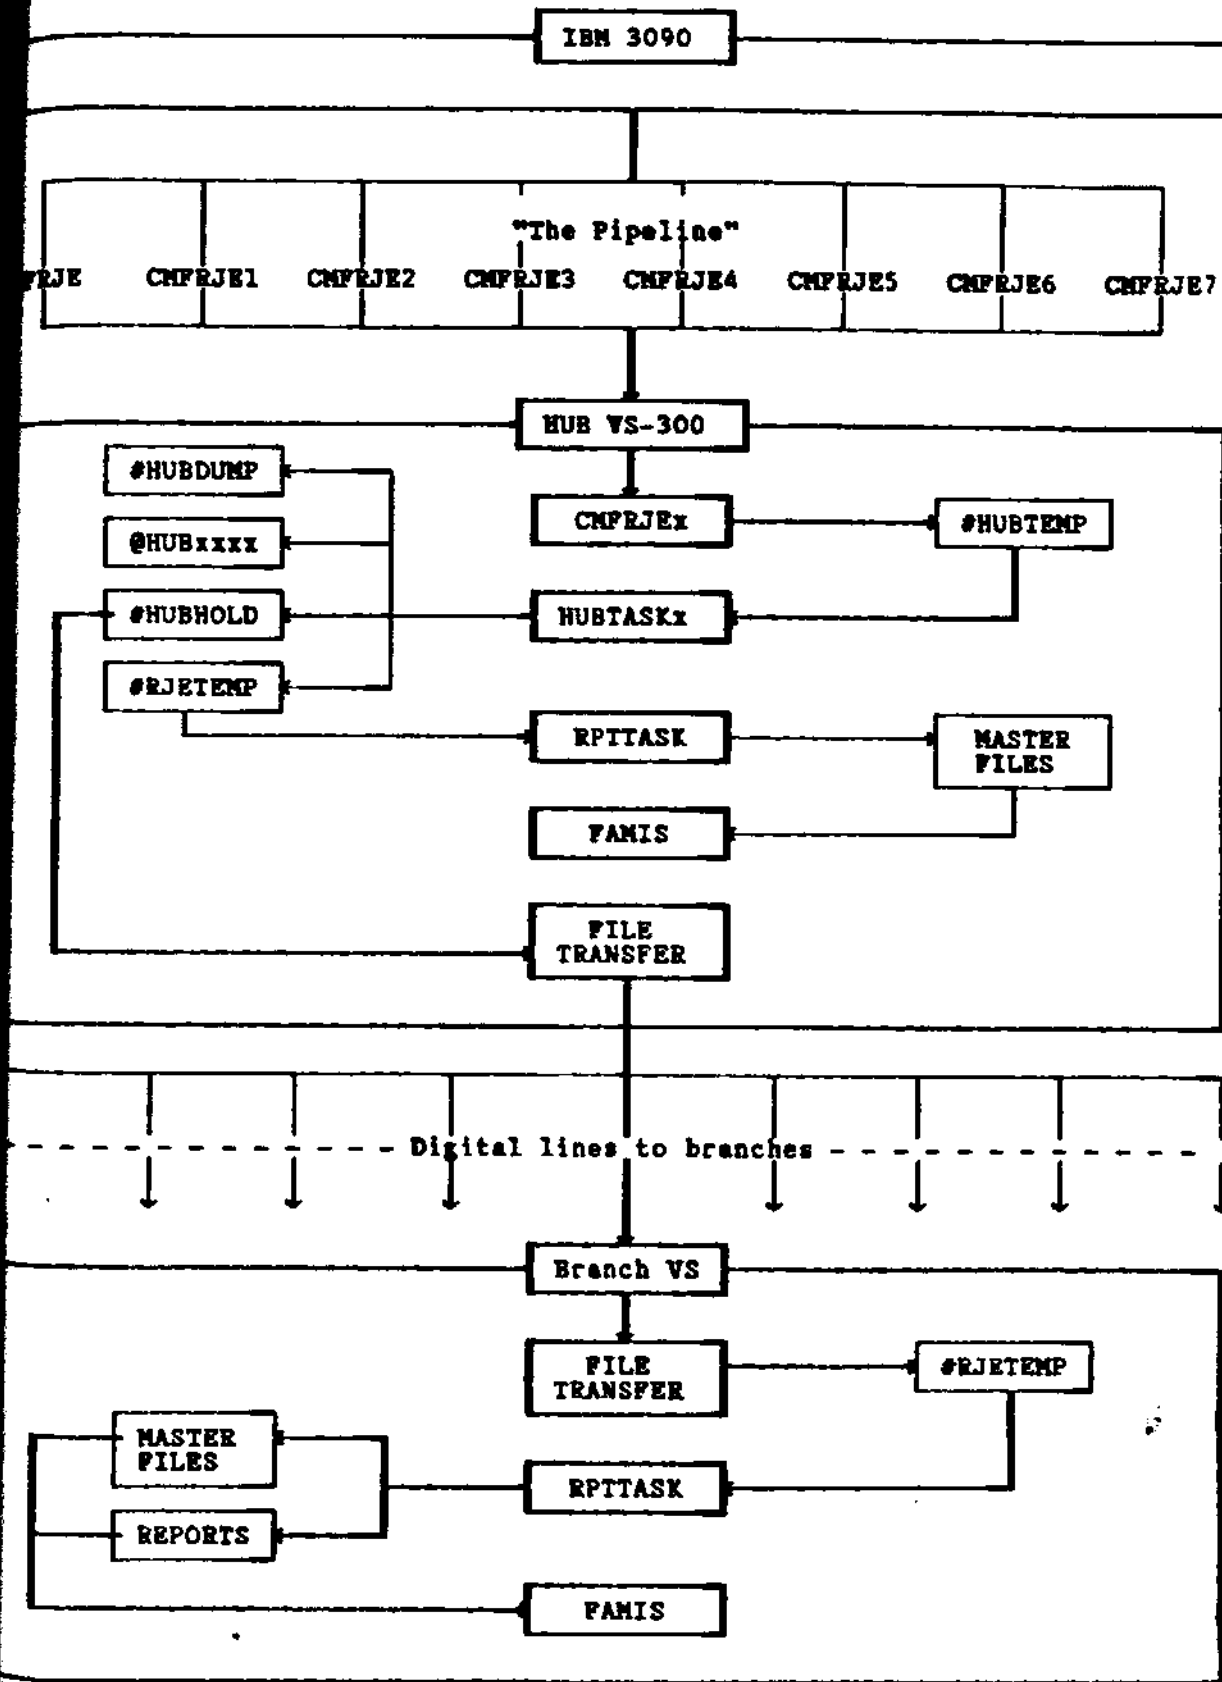 IBM 3090
"The Pipeline"
FRJE CMFRJE1 CMFRJE2 CMFRJE3 CMFRJE4 CMFRJE5 CMFRJE6 CMFRJE7
HUB VS-300
#HUBDUMP
CMFRJEx
#HUBTEMP
@HUBxxxx
#HUBHOLD
HUBTASKx
#RJETEMP
RPTTASK
MASTER
FILES
FAMIS
FILE
TRANSFER
Digital lines to branches
Branch VS
FILE
TRANSFER
#RJETEMP
MASTER
FILES
RPTTASK
REPORTS
FAMIS